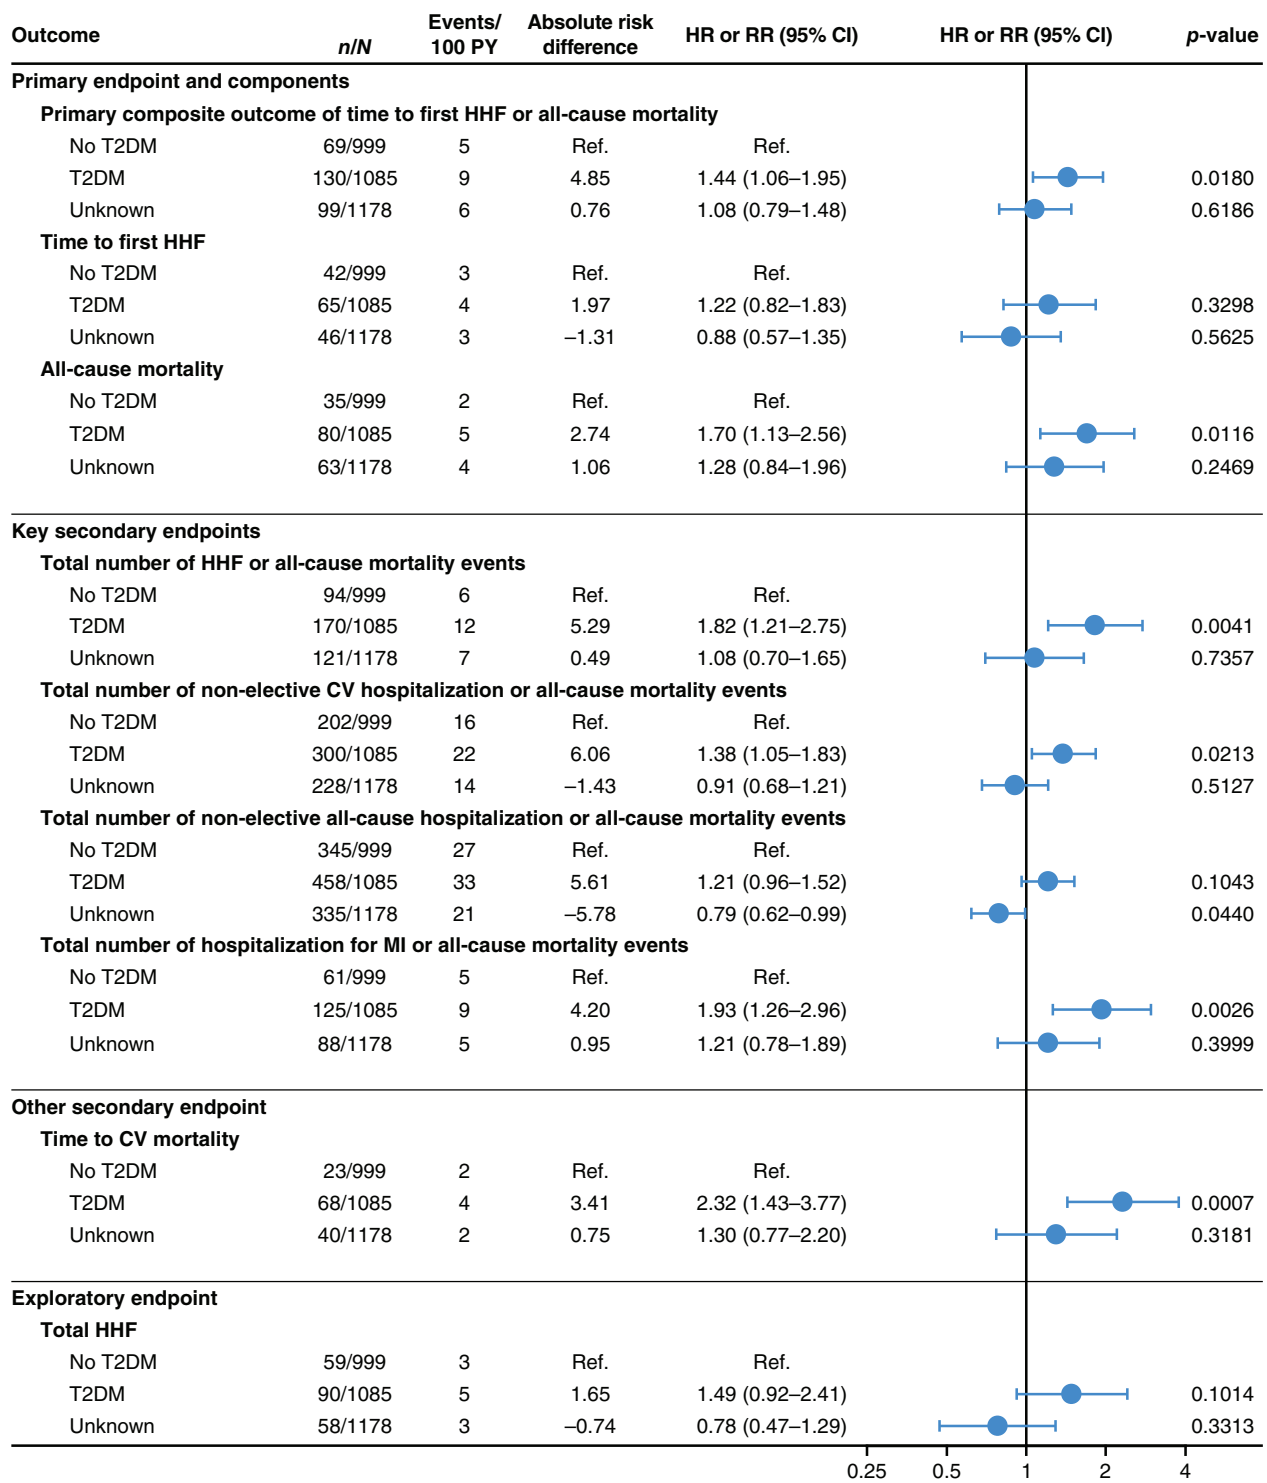 Outcome n/N Events/ 100 PY Absolute risk difference HR or RR (95% CI) HR or RR (95% CI) p-value
Primary endpoint and components
Primary composite outcome of time to first HHF or all-cause mortality
No T2DM 69/999 5 Ref. Ref.
T2DM 130/1085 9 4.85 1.44 (1.06–1.95) 0.0180
Unknown 99/1178 6 0.76 1.08 (0.79–1.48) 0.6186
Time to first HHF
No T2DM 42/999 3 Ref. Ref.
T2DM 65/1085 4 1.97 1.22 (0.82–1.83) 0.3298
Unknown 46/1178 3 –1.31 0.88 (0.57–1.35) 0.5625
All-cause mortality
No T2DM 35/999 2 Ref. Ref.
T2DM 80/1085 5 2.74 1.70 (1.13–2.56) 0.0116
Unknown 63/1178 4 1.06 1.28 (0.84–1.96) 0.2469
Key secondary endpoints
Total number of HHF or all-cause mortality events
No T2DM 94/999 6 Ref. Ref.
T2DM 170/1085 12 5.29 1.82 (1.21–2.75) 0.0041
Unknown 121/1178 7 0.49 1.08 (0.70–1.65) 0.7357
Total number of non-elective CV hospitalization or all-cause mortality events
No T2DM 202/999 16 Ref. Ref.
T2DM 300/1085 22 6.06 1.38 (1.05–1.83) 0.0213
Unknown 228/1178 14 –1.43 0.91 (0.68–1.21) 0.5127
Total number of non-elective all-cause hospitalization or all-cause mortality events
No T2DM 345/999 27 Ref. Ref.
T2DM 458/1085 33 5.61 1.21 (0.96–1.52) 0.1043
Unknown 335/1178 21 –5.78 0.79 (0.62–0.99) 0.0440
Total number of hospitalization for MI or all-cause mortality events
No T2DM 61/999 5 Ref. Ref.
T2DM 125/1085 9 4.20 1.93 (1.26–2.96) 0.0026
Unknown 88/1178 5 0.95 1.21 (0.78–1.89) 0.3999
Other secondary endpoint
Time to CV mortality
No T2DM 23/999 2 Ref. Ref.
T2DM 68/1085 4 3.41 2.32 (1.43–3.77) 0.0007
Unknown 40/1178 2 0.75 1.30 (0.77–2.20) 0.3181
Exploratory endpoint
Total HHF
No T2DM 59/999 3 Ref. Ref.
T2DM 90/1085 5 1.65 1.49 (0.92–2.41) 0.1014
Unknown 58/1178 3 –0.74 0.78 (0.47–1.29) 0.3313
0.25 0.5 1 2 4